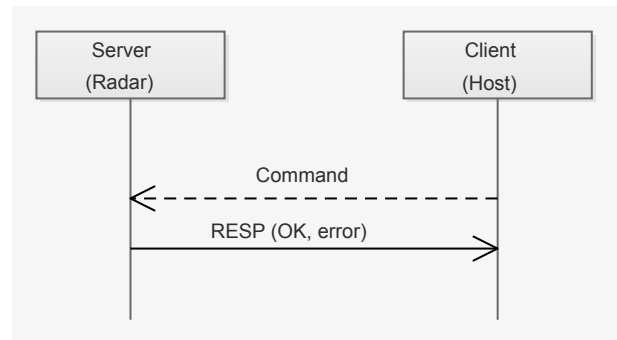 Server
(Radar)
Client
(Host)
Command
RESP (OK, error)